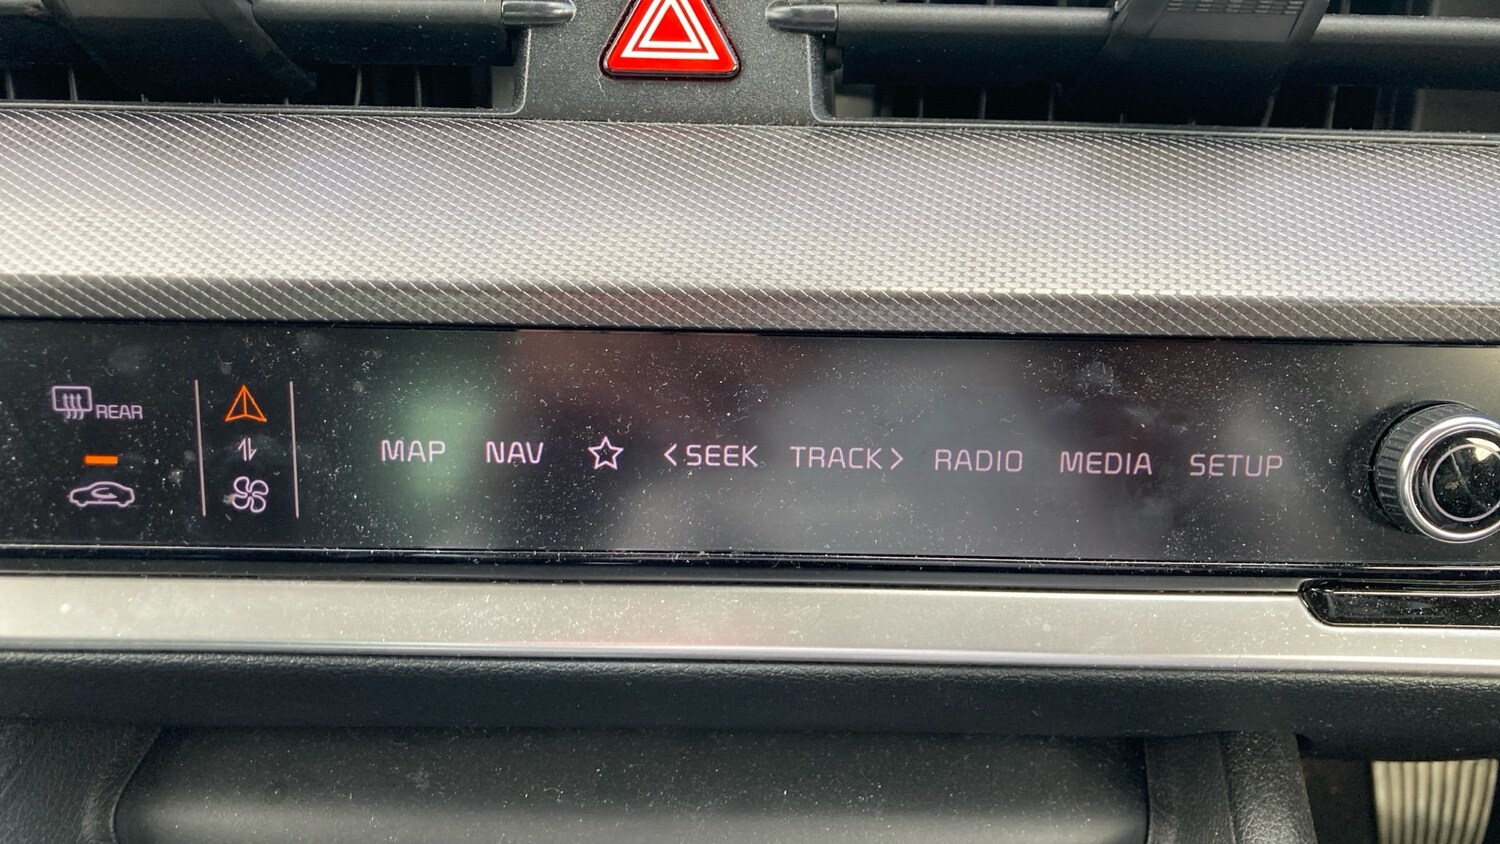 REAR
MAP NAV <SEEK TRACK> RADIO MEDIA SETUP